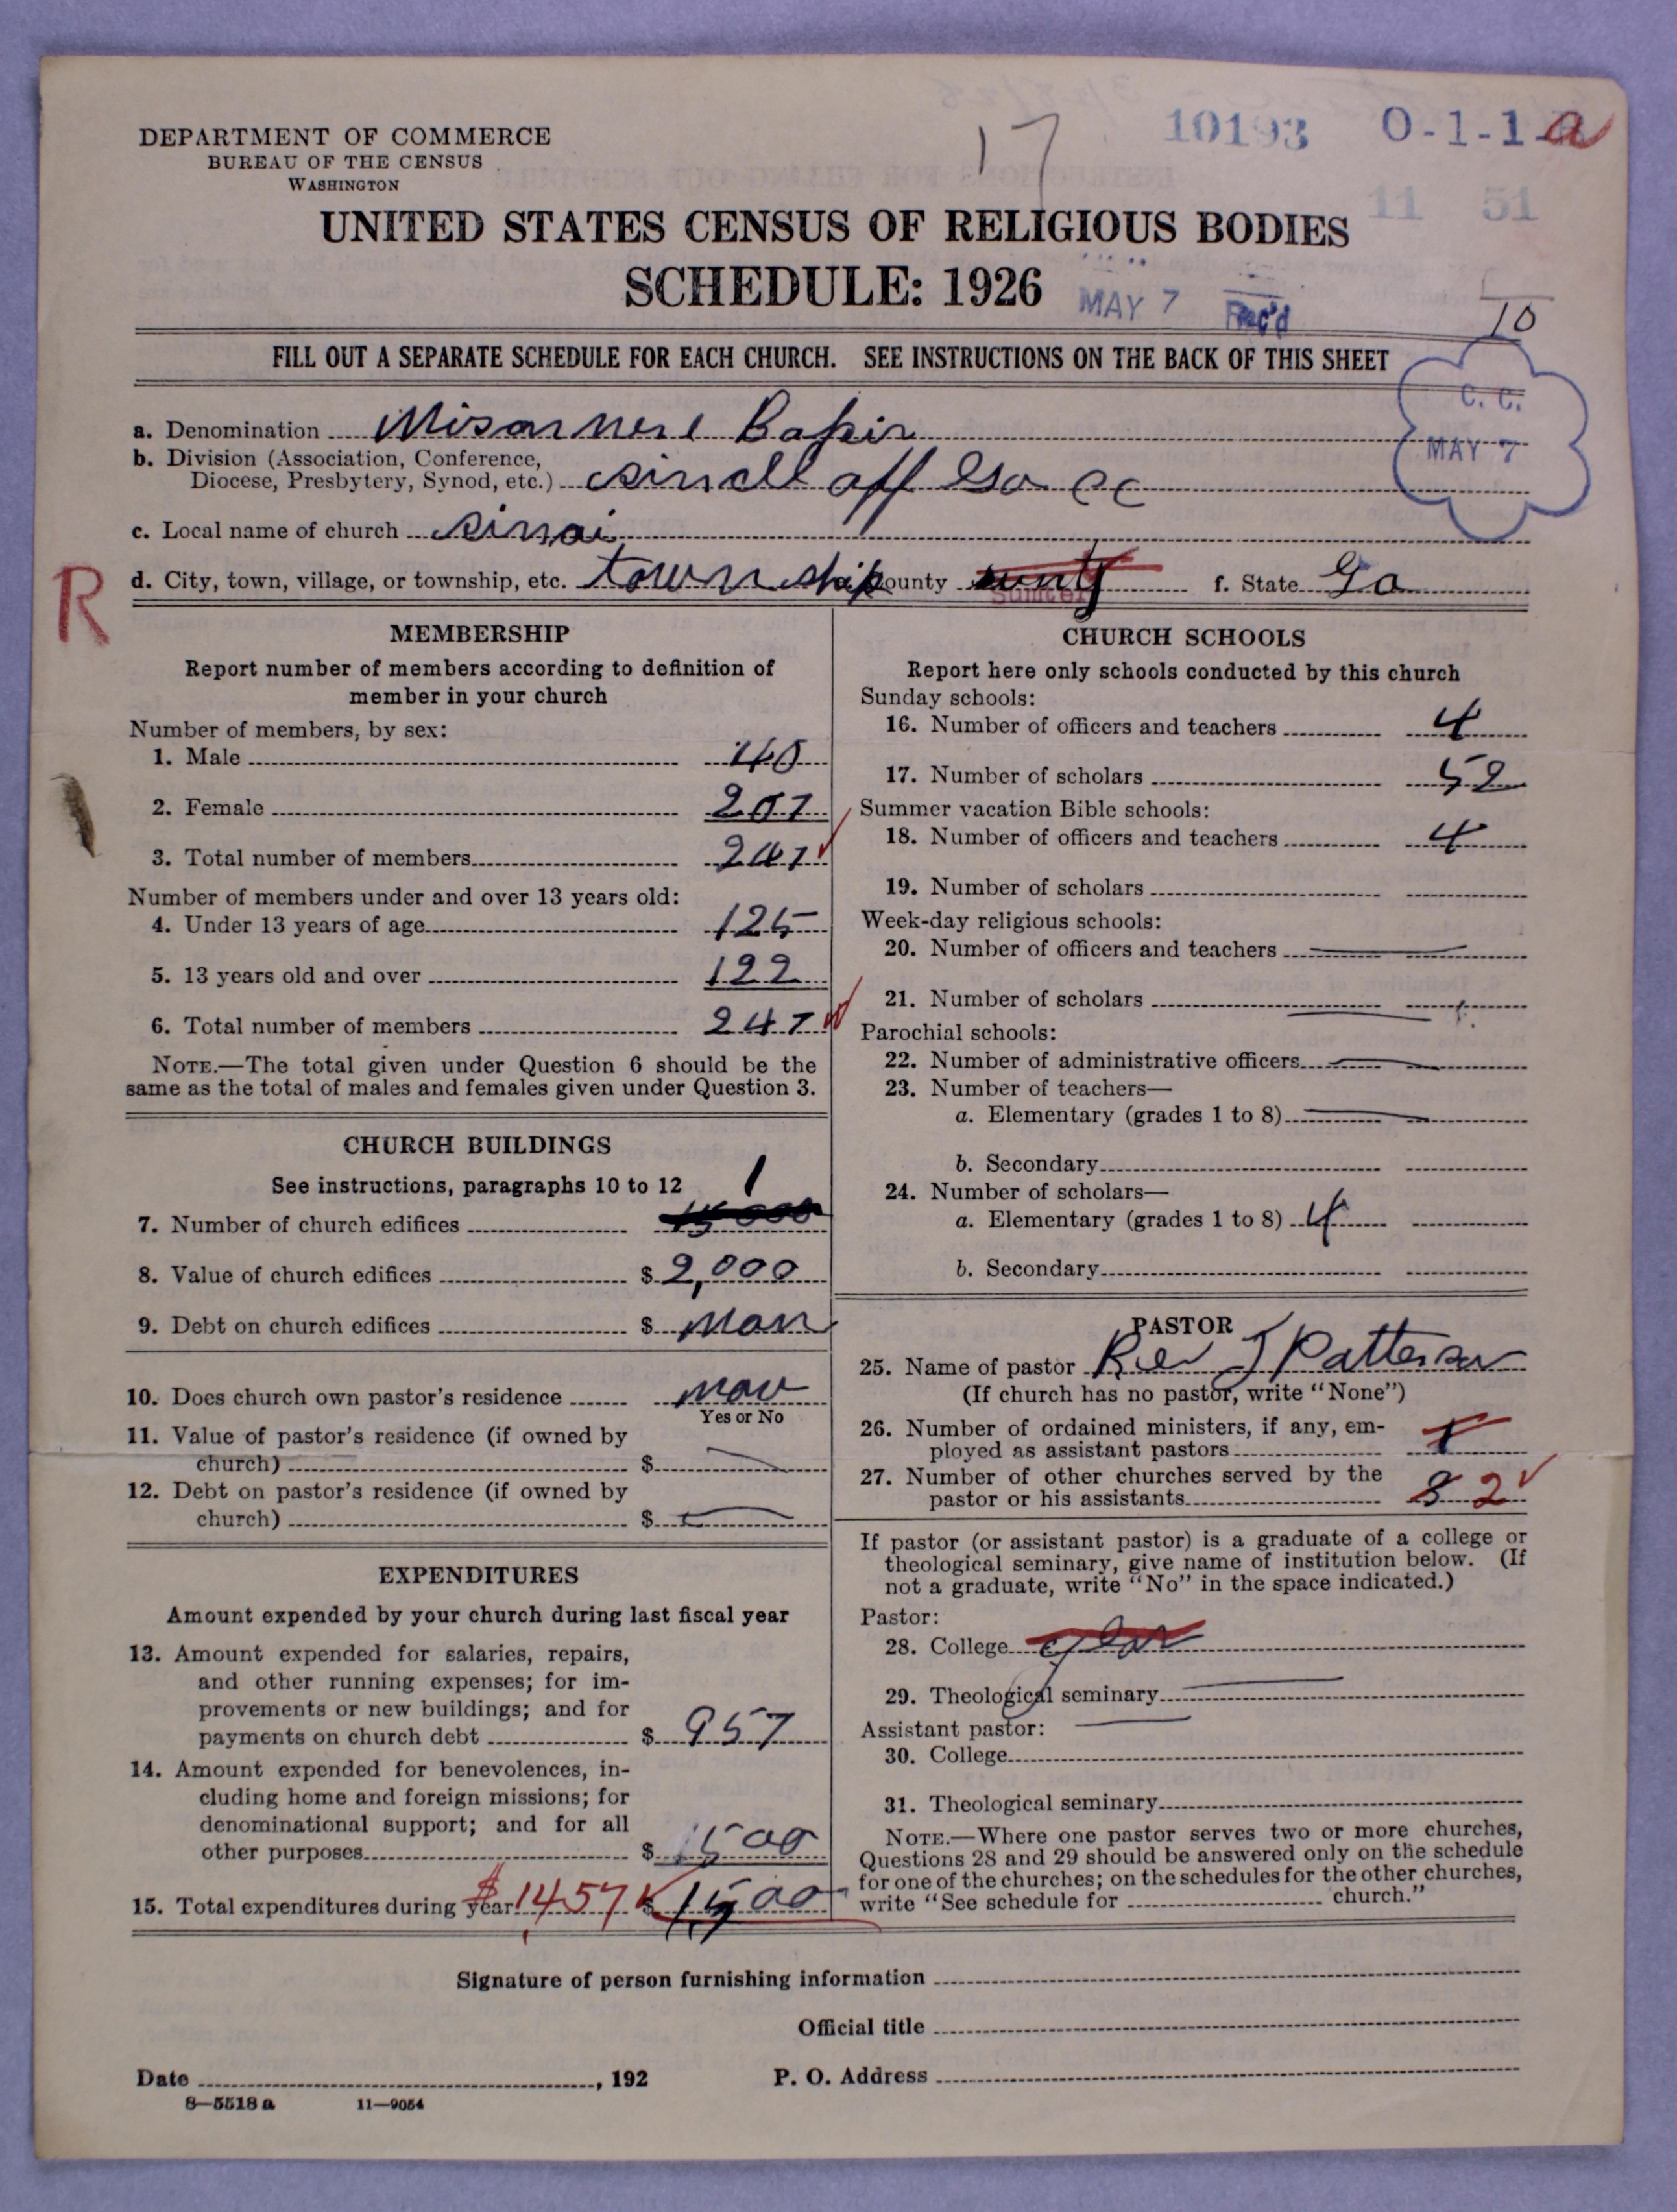 17
10193 O-1-1-a
DEPARTMENT OF COMMERCE
BUREAU OF THE CENSUS
WASHINGTON
11 51
UNITED STATES CENSUS OF RELIGIOUS BODIES
SCHEDULE: 1926
MAY 7 Rec'd
10
FILL OUT A SEPARATE SCHEDULE FOR EACH CHURCH. SEE INSTRUCTIONS ON THE BACK OF THIS SHEET
C. C.
MAY 7
a. Denomination
b. Division (Association, Conference,
Diocese, Presbytery, Synod, etc.)
c. Local name of church sinai
d. City, town, village, or township, etc. township county Sumter f. State Ga
R
MEMBERSHIP
Report number of members according to definition of
member in your church
Number of members, by sex:
1. Male 40
2. Female 207
3. Total number of members 247
Number of members under and over 13 years old:
4. Under 13 years of age 125
5. 13 years old and over 122
6. Total number of members 247
NOTE.—The total given under Question 6 should be the
same as the total of males and females given under Question 3.
CHURCH BUILDINGS
See instructions, paragraphs 10 to 12
7. Number of church edifices 1
8. Value of church edifices $ 2,000
9. Debt on church edifices $
10. Does church own pastor's residence
Yes or No
11. Value of pastor's residence (if owned by
church) $
12. Debt on pastor's residence (if owned by
church) $
EXPENDITURES
Amount expended by your church during last fiscal year
13. Amount expended for salaries, repairs,
and other running expenses; for im-
provements or new buildings; and for
payments on church debt $ 957
14. Amount expended for benevolences, in-
cluding home and foreign missions; for
denominational support; and for all
other purposes $ 500
15. Total expenditures during year $1,457 $ 1500
CHURCH SCHOOLS
Report here only schools conducted by this church
Sunday schools:
16. Number of officers and teachers 4
17. Number of scholars 52
Summer vacation Bible schools:
18. Number of officers and teachers 4
19. Number of scholars
Week-day religious schools:
20. Number of officers and teachers
21. Number of scholars
Parochial schools:
22. Number of administrative officers
23. Number of teachers—
a. Elementary (grades 1 to 8)
b. Secondary
24. Number of scholars—
a. Elementary (grades 1 to 8) 4
b. Secondary
PASTOR
25. Name of pastor Rev J Patterson
(If church has no pastor, write "None")
26. Number of ordained ministers, if any, em-
ployed as assistant pastors
27. Number of other churches served by the
pastor or his assistants 2
If pastor (or assistant pastor) is a graduate of a college or
theological seminary, give name of institution below. (If
not a graduate, write "No" in the space indicated.)
Pastor:
28. College
29. Theological seminary
Assistant pastor:
30. College
31. Theological seminary
NOTE.—Where one pastor serves two or more churches,
Questions 28 and 29 should be answered only on the schedule
for one of the churches; on the schedules for the other churches,
write "See schedule for church."
Signature of person furnishing information
Official title
Date , 192
P. O. Address
8—5518a 11—9054